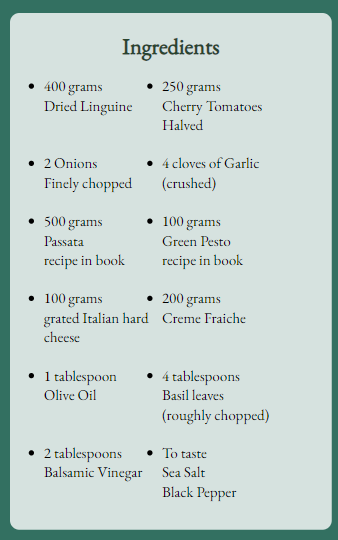 Ingredients
400 grams
Dried Linguine
250 grams
Cherry Tomatoes
Halved
2 Onions
Finely chopped
4 cloves of Garlic
(crushed)
500 grams
Passata
recipe in book
100 grams
Green Pesto
recipe in book
100 grams
grated Italian hard
cheese
200 grams
Creme Fraiche
1 tablespoon
Olive Oil
4 tablespoons
Basil leaves
(roughly chopped)
2 tablespoons
Balsamic Vinegar
To taste
Sea Salt
Black Pepper